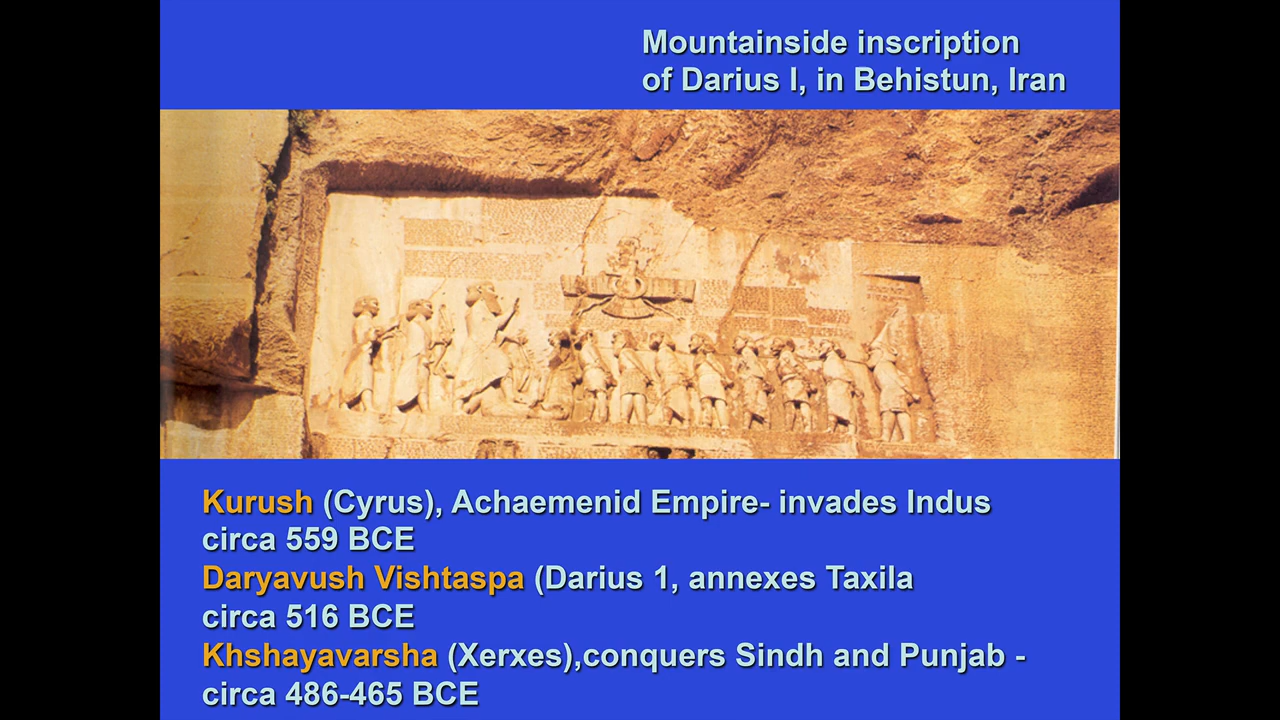 Mountainside inscription
of Darius I, in Behistun, Iran
Kurush (Cyrus), Achaemenid Empire- invades Indus
circa 559 BCE
Daryavush Vishtaspa (Darius 1, annexes Taxila
circa 516 BCE
Khshayavarsha (Xerxes),conquers Sindh and Punjab -
circa 486-465 BCE